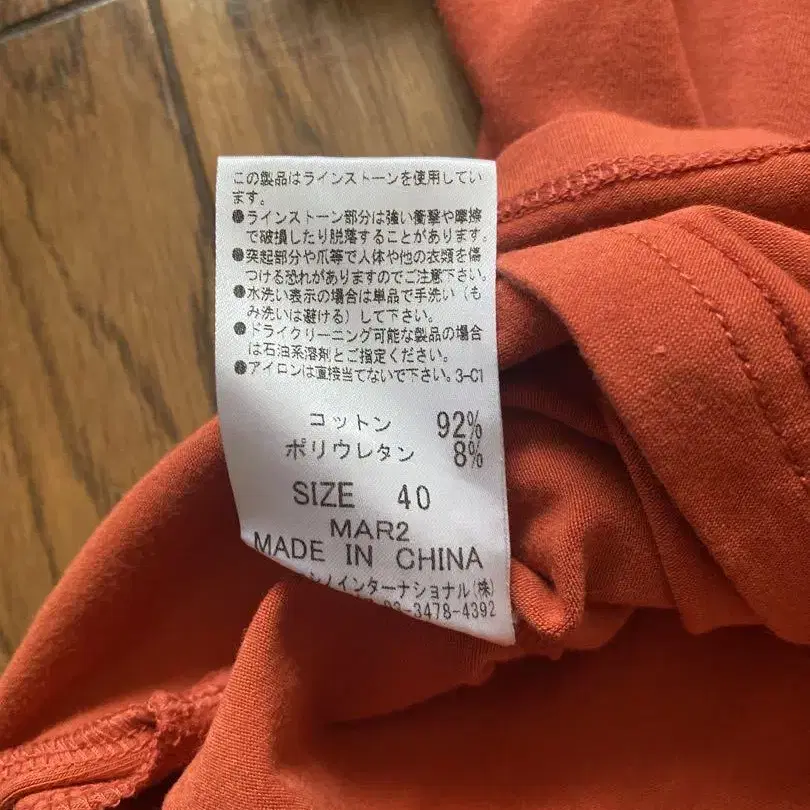 この製品はラインストーンを使用してい
ます。
●ラインストーン部分は強い衝撃や摩擦
で破損したり脱落することがあります。
●突起部分や爪等で人体や他の衣類を傷
つける恐れがありますのでご注意下さい。
●水洗い表示の場合は単品で手洗い（も
み洗いは避ける）して下さい。
●ドライクリーニング可能な製品の場合
は石油系溶剤とご指定ください。
●アイロンは直接当てないで下さい。3-C1
コットン 92%
ポリウレタン 8%
SIZE 40
MAR2
MADE IN CHINA
インターナショナル(株)
03-3478-4392